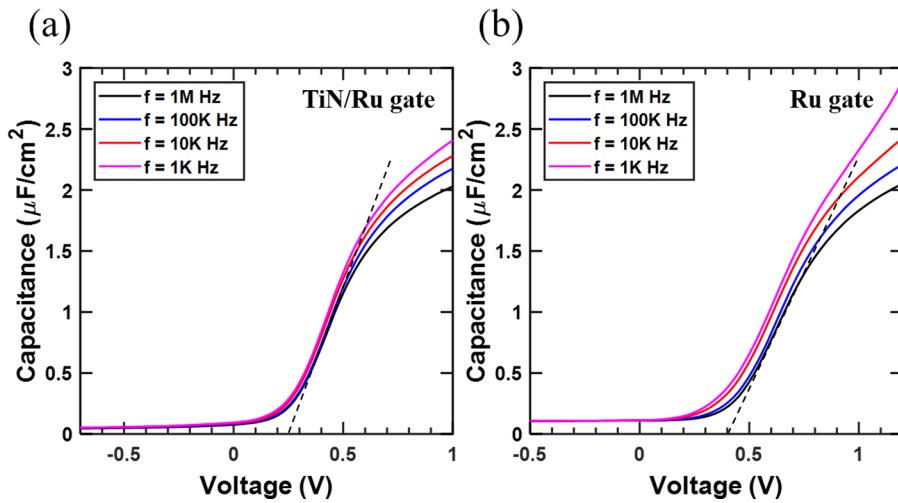 (a)
(b)
f = 1M Hz
f = 100K Hz
f = 10K Hz
f = 1K Hz
TiN/Ru gate
Capacitance (μF/cm²)
3
2.5
2
1.5
1
0.5
0
-0.5
0
0.5
1
Voltage (V)
f = 1M Hz
f = 100K Hz
f = 10K Hz
f = 1K Hz
Ru gate
Capacitance (μF/cm²)
3
2.5
2
1.5
1
0.5
0
-0.5
0
0.5
1
Voltage (V)